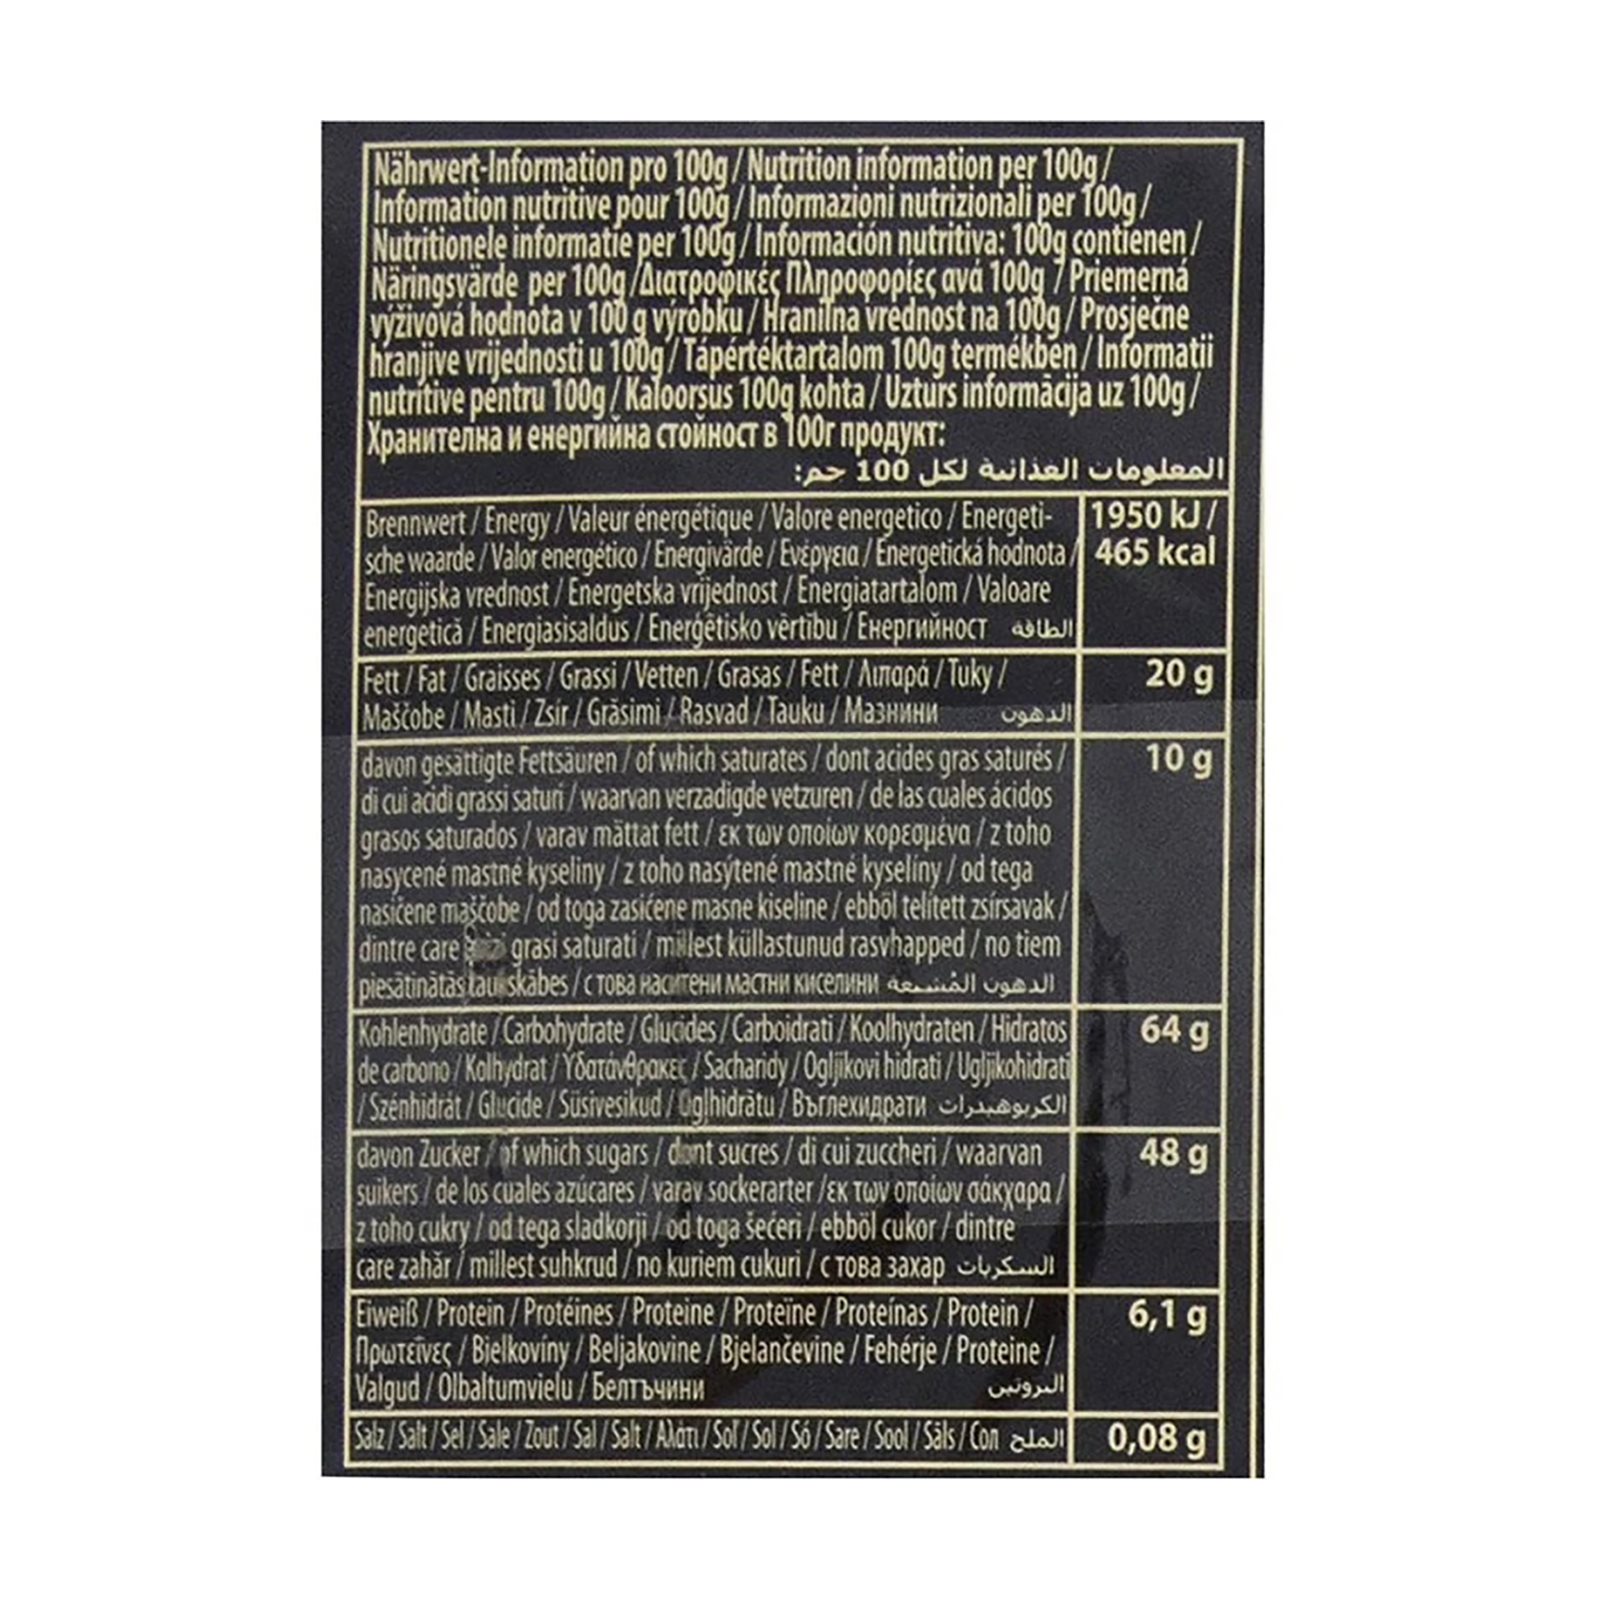 Nährwert-Information pro 100g / Nutrition information per 100g /
Information nutritive pour 100g / Informazioni nutrizionali per 100g /
Nutritionele informatie per 100g / Información nutritiva: 100g contienen /
Näringsvärde per 100g /Διατροφικές Πληροφορίες ανά 100g / Priemerná
výživová hodnota v 100 g výrobku / Hranilna vrednost na 100g / Prosječne
hranjive vrijednosti u 100g / Tápértéktartalom 100g termékben / Informatii
nutritive pentru 100g / Kaloorsus 100g kohta / Uzturs informācija uz 100g /
Хранителна и енергийна стойност в 100г продукт:
المعلومات الغذائية لكل 100 جم:
Brennwert / Energy / Valeur énergétique / Valore energetico / Energeti-
sche waarde / Valor energético / Energivärde / Ενέργεια / Energetická hodnota /
Energijska vrednost / Energetska vrijednost / Energiatartalom / Valoare
energetică / Energiasisaldus / Enerģētisko vērtību / Енергийност الطاقة
1950 kJ /
465 kcal
Fett / Fat / Graisses / Grassi / Vetten / Grasas / Fett / Λιπαρά / Tuky /
Maščobe / Masti / Zsír / Grăsimi / Rasvad / Tauku / Мазнини الدهون
20 g
davon gesättigte Fettsäuren / of which saturates / dont acides gras saturés /
di cui acidi grassi saturi / waarvan verzadigde vetzuren / de las cuales ácidos
grasos saturados / varav mättat fett / εκ των οποίων κορεσμένα / z toho
nasycené mastné kyseliny / z toho nasýtené mastné kyselíny / od tega
nasičene maščobe / od toga zasićene masne kiseline / ebböl telített zsírsavak /
dintre care grasi saturati / millest küllastunud rasvhapped / no tiem
piesātinātās taukskābes / с това наситени мастни киселини الدهون المُشبعة
10 g
Kohlenhydrate / Carbohydrate / Glucides / Carboidrati / Koolhydraten / Hidratos
de carbono / Kolhydrat / Υδατάνθρακες / Sacharidy / Ogljikovi hidrati / Ugljikohidrati
/ Szénhidrát / Glucide / Süsivesikud / Oglhidrātu / Въглехидрати الكربوهيدرات
64 g
davon Zucker / of which sugars / dont sucres / di cui zuccheri / waarvan
suikers / de los cuales azúcares / varav sockerarter /εκ των οποίων σάκχαρα /
z toho cukry / od tega sladkorji / od toga šećeri / ebböl cukor / dintre
care zahăr / millest suhkrud / no kuriem cukuri / с това захар السكريات
48 g
Eiweiß / Protein / Protéines / Proteine / Proteïne / Proteínas / Protein /
Πρωτεΐνες / Bielkovíny / Beljakovine / Bjelančevine / Fehérje / Proteine /
Valgud / Olbaltumvielu / Белтъчини البروتين
6,1 g
Salz / Salt / Sel / Sale / Zout / Sal / Salt / Αλάτι / Soľ / Sol / Só / Sare / Sool / Sāls / Сол الملح
0,08 g